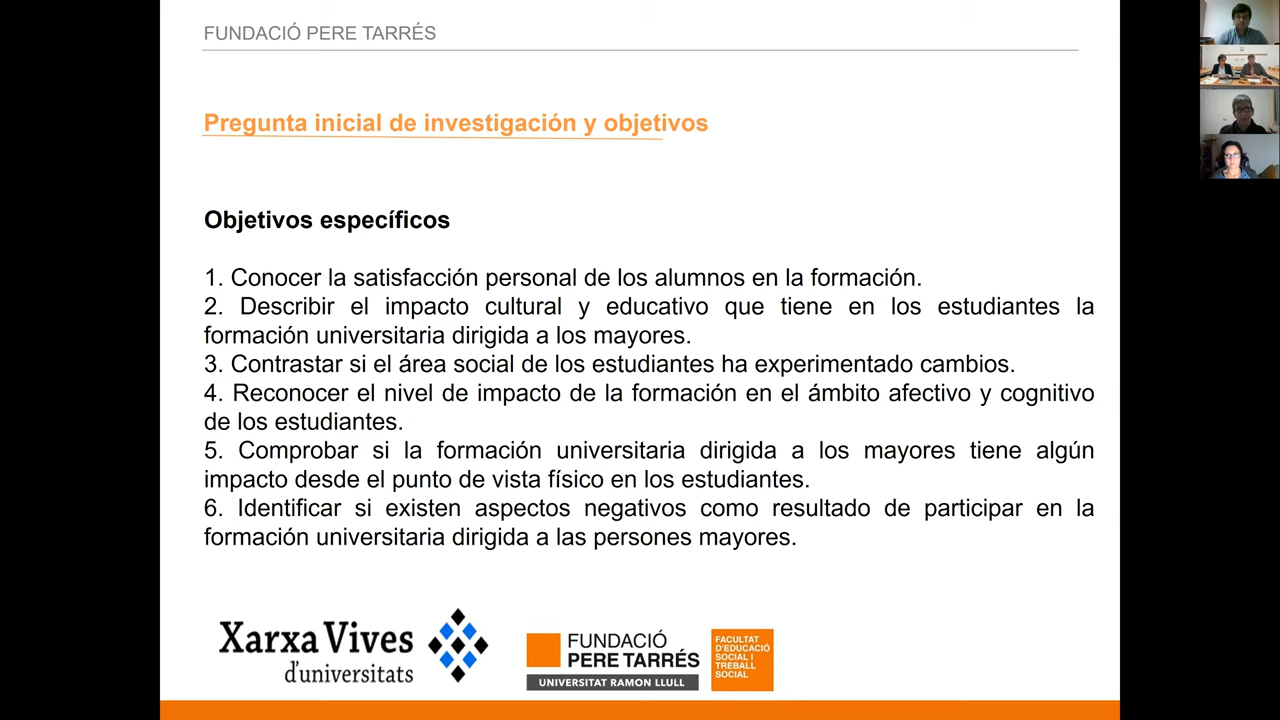 FUNDACIÓ PERE TARRÉS
Pregunta inicial de investigación y objetivos
Objetivos específicos
1. Conocer la satisfacción personal de los alumnos en la formación.
2. Describir el impacto cultural y educativo que tiene en los estudiantes la
formación universitaria dirigida a los mayores.
3. Contrastar si el área social de los estudiantes ha experimentado cambios.
4. Reconocer el nivel de impacto de la formación en el ámbito afectivo y cognitivo
de los estudiantes.
5. Comprobar si la formación universitaria dirigida a los mayores tiene algún
impacto desde el punto de vista físico en los estudiantes.
6. Identificar si existen aspectos negativos como resultado de participar en la
formación universitaria dirigida a las persones mayores.
Xarxa Vives
d'universitats
FUNDACIÓ
PERE TARRÉS
UNIVERSITAT RAMON LLULL
FACULTAT
D'EDUCACIÓ
SOCIAL I
TREBALL
SOCIAL